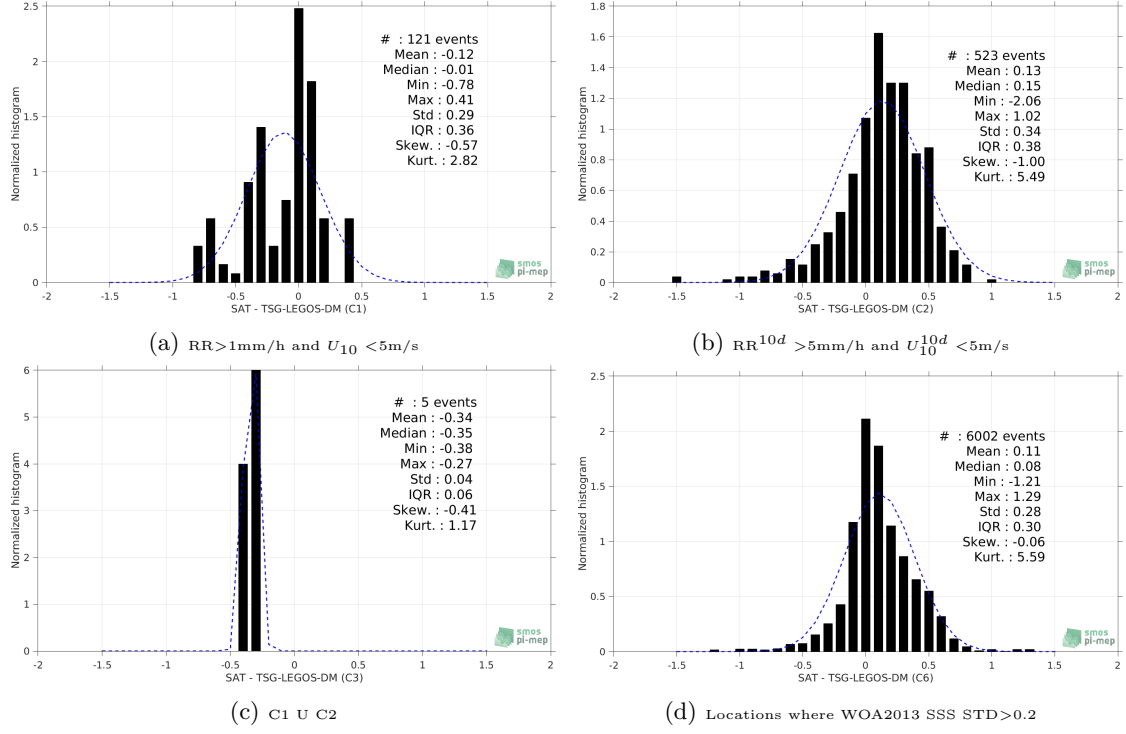 2.5
2
1.5
1
0.5
0
-2
-1
-0.5
0
0.5
1
1.5
2
Normalized histogram
SAT - TSG-LEGOS-DM (C1)
# : 121 events
Mean : -0.12
Median : -0.01
Min : -0.78
Max : 0.41
Std : 0.29
IQR : 0.36
Skew. : -0.57
Kurt. : 2.82
smos
pi-mep
(a) RR>1mm/h and U10 <5m/s
1.8
1.6
1.4
1.2
1
0.8
0.6
0.4
0.2
0
-2
-1.5
-1
-0.5
0
0.5
1
1.5
2
Normalized histogram
SAT - TSG-LEGOS-DM (C2)
# : 523 events
Mean : 0.13
Median : 0.15
Min : -2.06
Max : 1.02
Std : 0.34
IQR : 0.38
Skew. : -1.00
Kurt. : 5.49
smos
pi-mep
(b) RR10d >5mm/h and U10d10 <5m/s
6
5
4
3
2
1
0
-2
-1.5
-1
-0.5
0
0.5
1
1.5
2
Normalized histogram
SAT - TSG-LEGOS-DM (C3)
# : 5 events
Mean : -0.34
Median : -0.35
Min : -0.38
Max : -0.27
Std : 0.04
IQR : 0.06
Skew. : -0.41
Kurt. : 1.17
smos
pi-mep
(c) C1 U C2
2.5
2
1.5
1
0.5
0
-2
-1.5
-1
-0.5
0
0.5
1
1.5
2
Normalized histogram
SAT - TSG-LEGOS-DM (C6)
# : 6002 events
Mean : 0.11
Median : 0.08
Min : -1.21
Max : 1.29
Std : 0.28
IQR : 0.30
Skew. : -0.06
Kurt. : 5.59
smos
pi-mep
(d) Locations where WOA2013 SSS STD>0.2